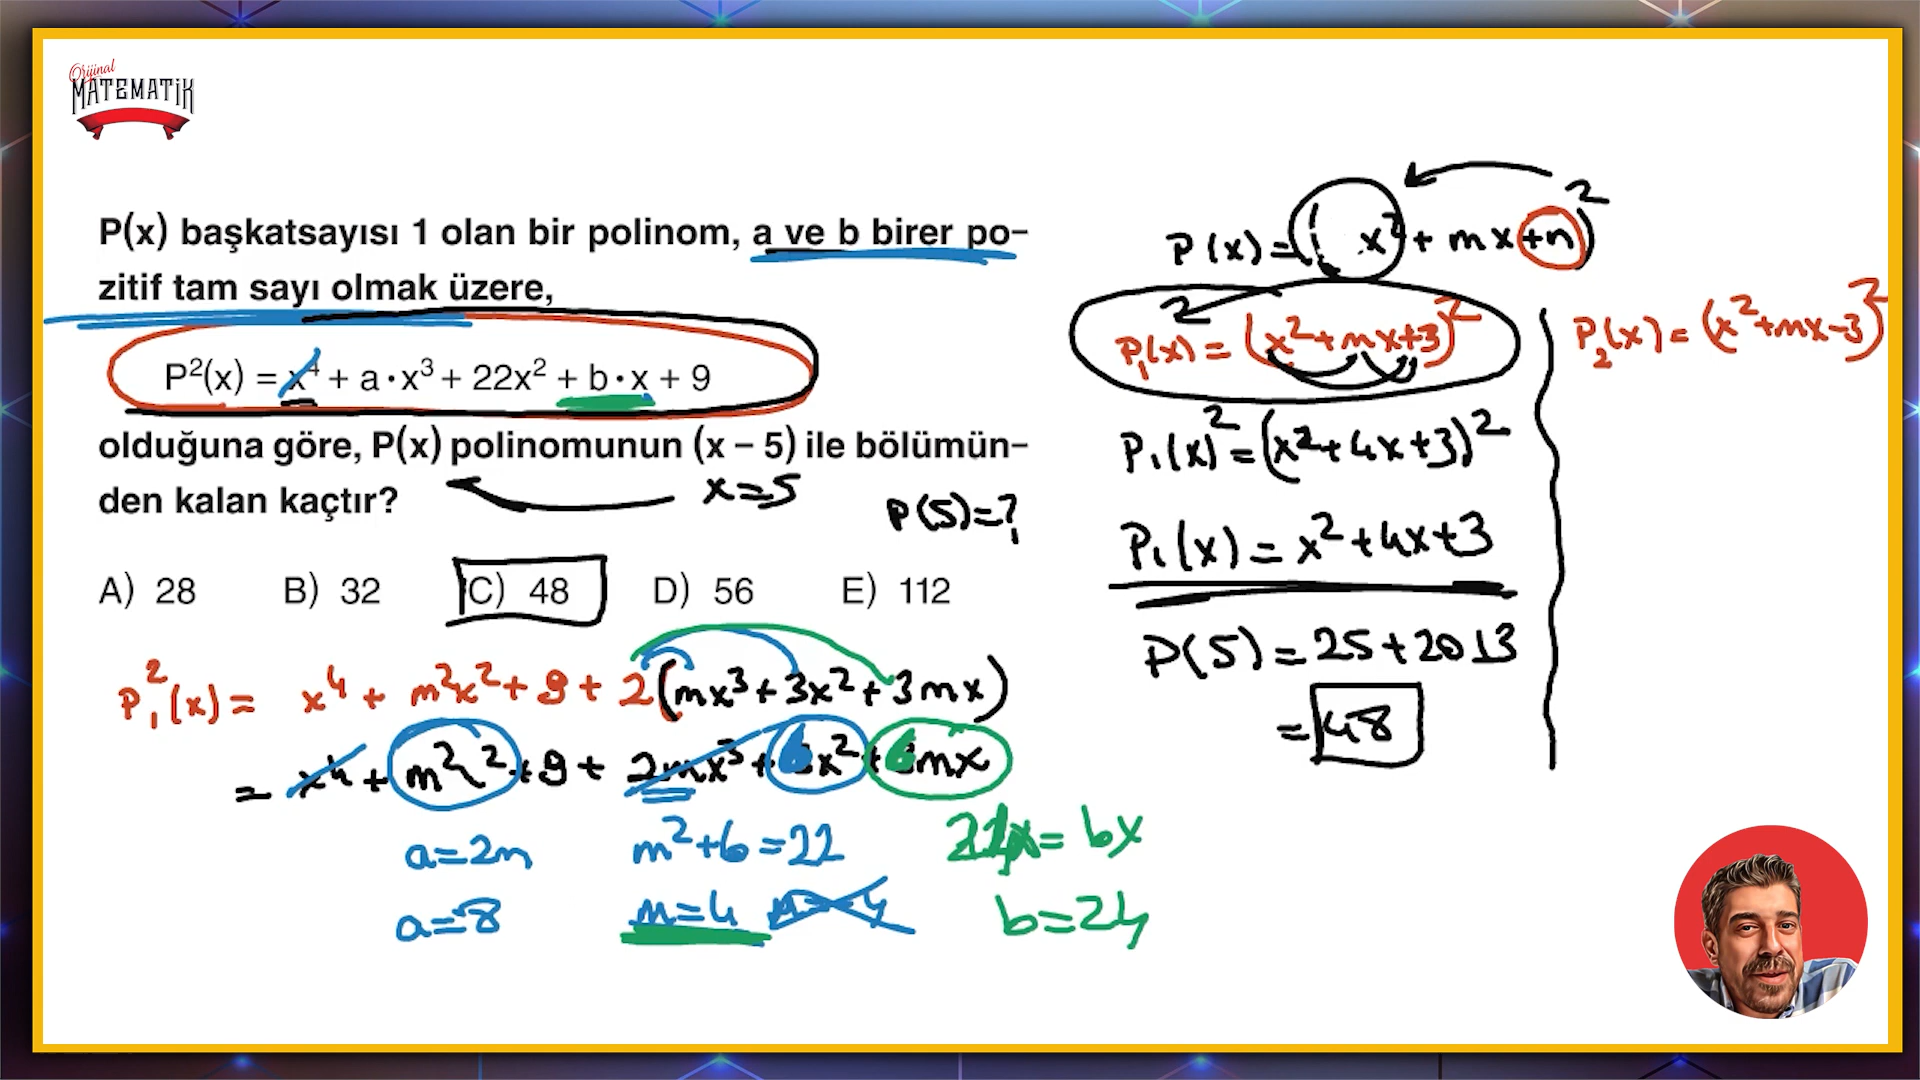 Orijinal
MATEMATİK
P(x) başkatsayısı 1 olan bir polinom, a ve b birer po-
zitif tam sayı olmak üzere,
P²(x) = x⁴ + a·x³ + 22x² + b·x + 9
olduğuna göre, P(x) polinomunun (x – 5) ile bölümün-
den kalan kaçtır?
x=5
P(5)=?
A) 28 B) 32 C) 48 D) 56 E) 112
P₁²(x) = x⁴ + m²x² + 9 + 2(mx³ + 3x² + 3mx)
= x⁴ + m²x² + 9 + 2mx³ + 6x² + 6mx
a=2m m²+6=22 = bx
a=8 m=4 b=24
P(x) = (x² + mx + n)²
P₁²(x) = (x²+mx+3)²
P₁(x)² = (x²+4x+3)²
P₁(x) = x²+4x+3
P(5) = 25+20+3
= 48
P₂(x) = (x²+mx-3)²